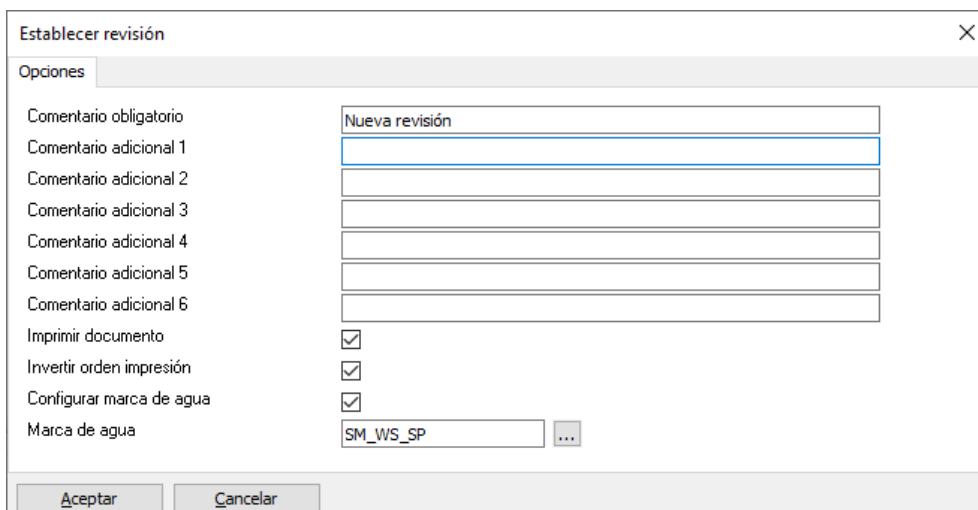 Establecer revisión
Opciones
Comentario obligatorio Nueva revisión
Comentario adicional 1
Comentario adicional 2
Comentario adicional 3
Comentario adicional 4
Comentario adicional 5
Comentario adicional 6
Imprimir documento
Invertir orden impresión
Configurar marca de agua
Marca de agua SM_WS_SP ...
Aceptar Cancelar